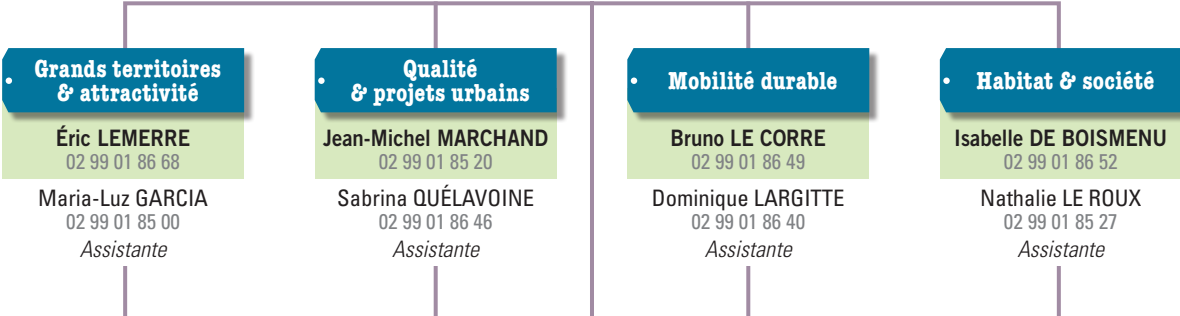 Grands territoires
& attractivité
Éric LEMERRE
02 99 01 86 68
Maria-Luz GARCIA
02 99 01 85 00
Assistante
Qualité
& projets urbains
Jean-Michel MARCHAND
02 99 01 85 20
Sabrina QUÉLAVOINE
02 99 01 86 46
Assistante
Mobilité durable
Bruno LE CORRE
02 99 01 86 49
Dominique LARGITTE
02 99 01 86 40
Assistante
Habitat & société
Isabelle DE BOISMENU
02 99 01 86 52
Nathalie LE ROUX
02 99 01 85 27
Assistante